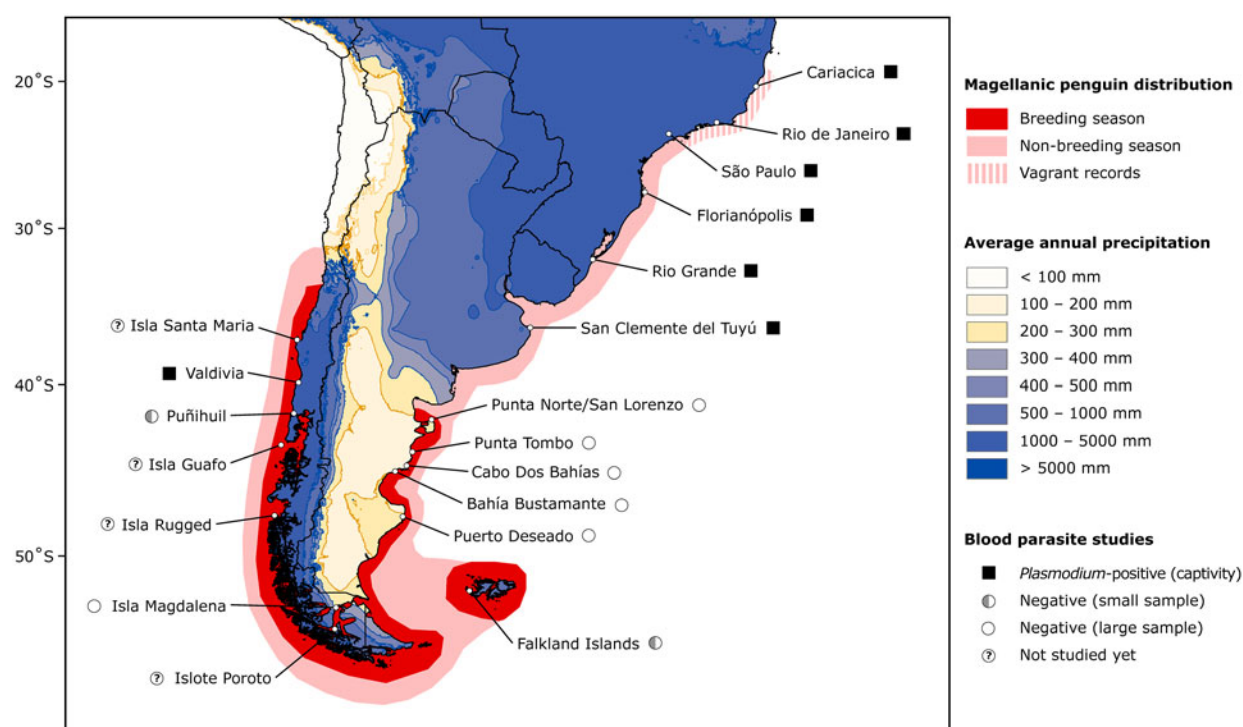 20°S
30°S
40°S
50°S
Cariacica
Rio de Janeiro
São Paulo
Florianópolis
Rio Grande
San Clemente del Tuyú
? Isla Santa Maria
Valdivia
Puñihuil
? Isla Guafo
? Isla Rugged
Isla Magdalena
? Islote Poroto
Punta Norte/San Lorenzo
Punta Tombo
Cabo Dos Bahías
Bahía Bustamante
Puerto Deseado
Falkland Islands
Magellanic penguin distribution
Breeding season
Non-breeding season
Vagrant records
Average annual precipitation
< 100 mm
100 – 200 mm
200 – 300 mm
300 – 400 mm
400 – 500 mm
500 – 1000 mm
1000 – 5000 mm
> 5000 mm
Blood parasite studies
Plasmodium-positive (captivity)
Negative (small sample)
Negative (large sample)
? Not studied yet